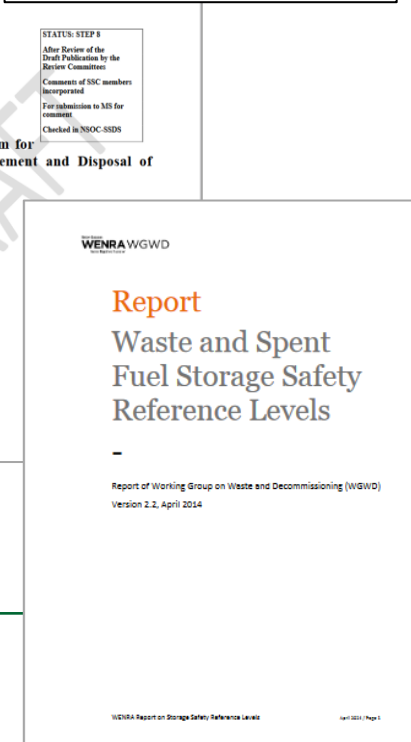 STATUS: STEP 8
After Review of the
Draft Publication by the
Review Committees
Comments of SSC members
incorporated
For submission to MS for
comment
Checked in NSOC-SSDS
m for
ement and Disposal of
WENRA WGWD
Report
Waste and Spent
Fuel Storage Safety
Reference Levels
-
Report of Working Group on Waste and Decommissioning (WGWD)
Version 2.2, April 2014
WENRA Report on Storage Safety Reference Levels
April 2014 / Page 1